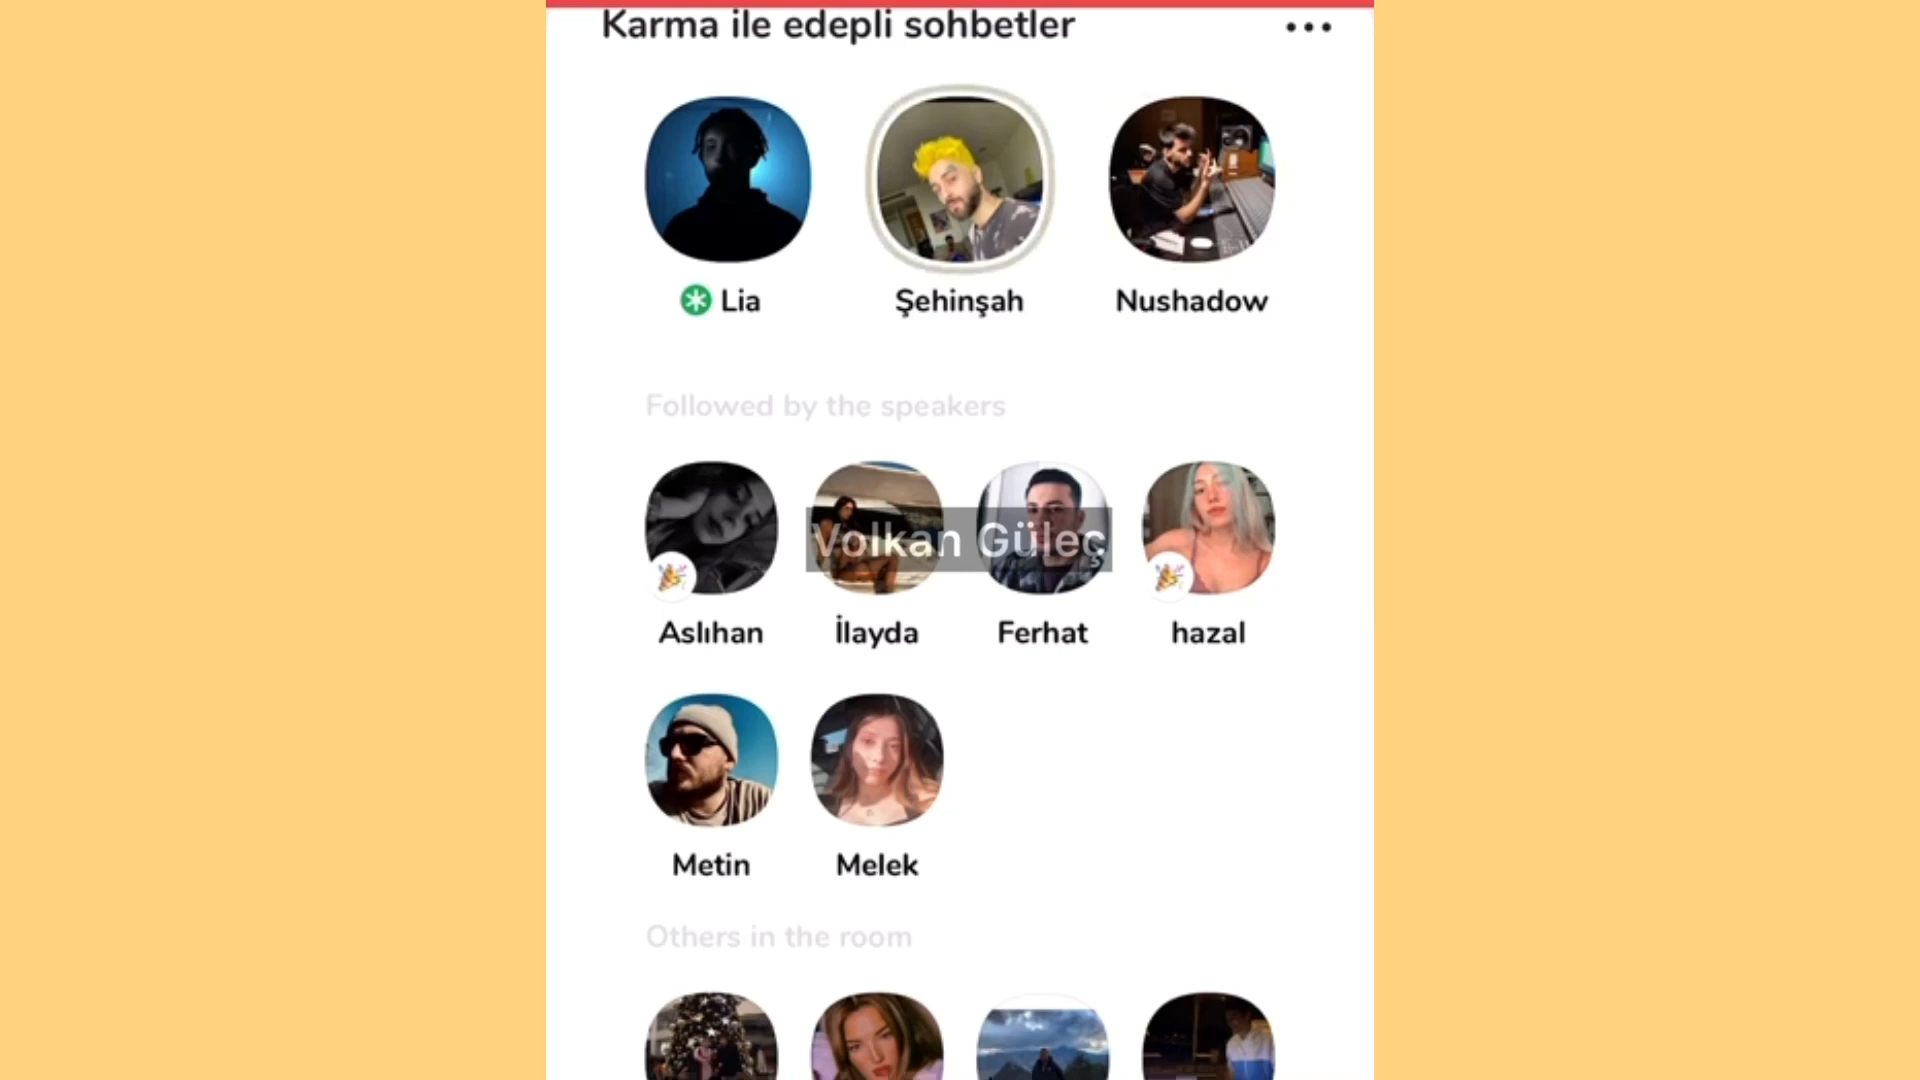 Karma ile edepli sohbetler
Lia
Şehinşah
Nushadow
Followed by the speakers
Volkan Güleç
Aslıhan
İlayda
Ferhat
hazal
Metin
Melek
Others in the room